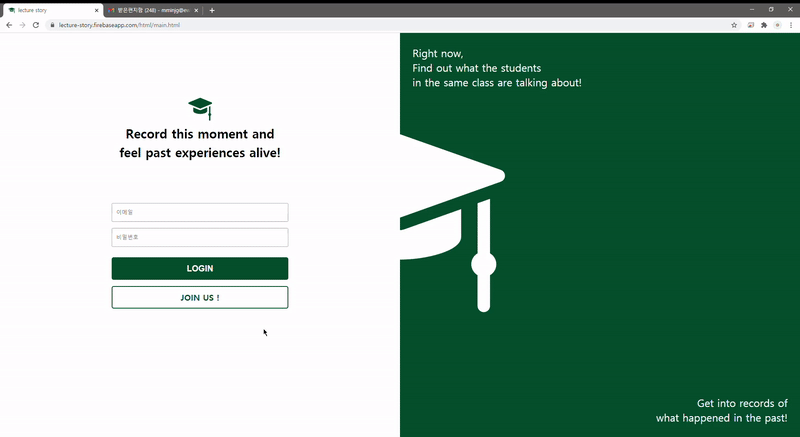 lecture story
받은편지함 (248) -
lecture-story.firebaseapp.com/html/main.html
Record this moment and
feel past experiences alive!
이메일
비밀번호
LOGIN
JOIN US !
Right now,
Find out what the students
in the same class are talking about!
Get into records of
what happened in the past!